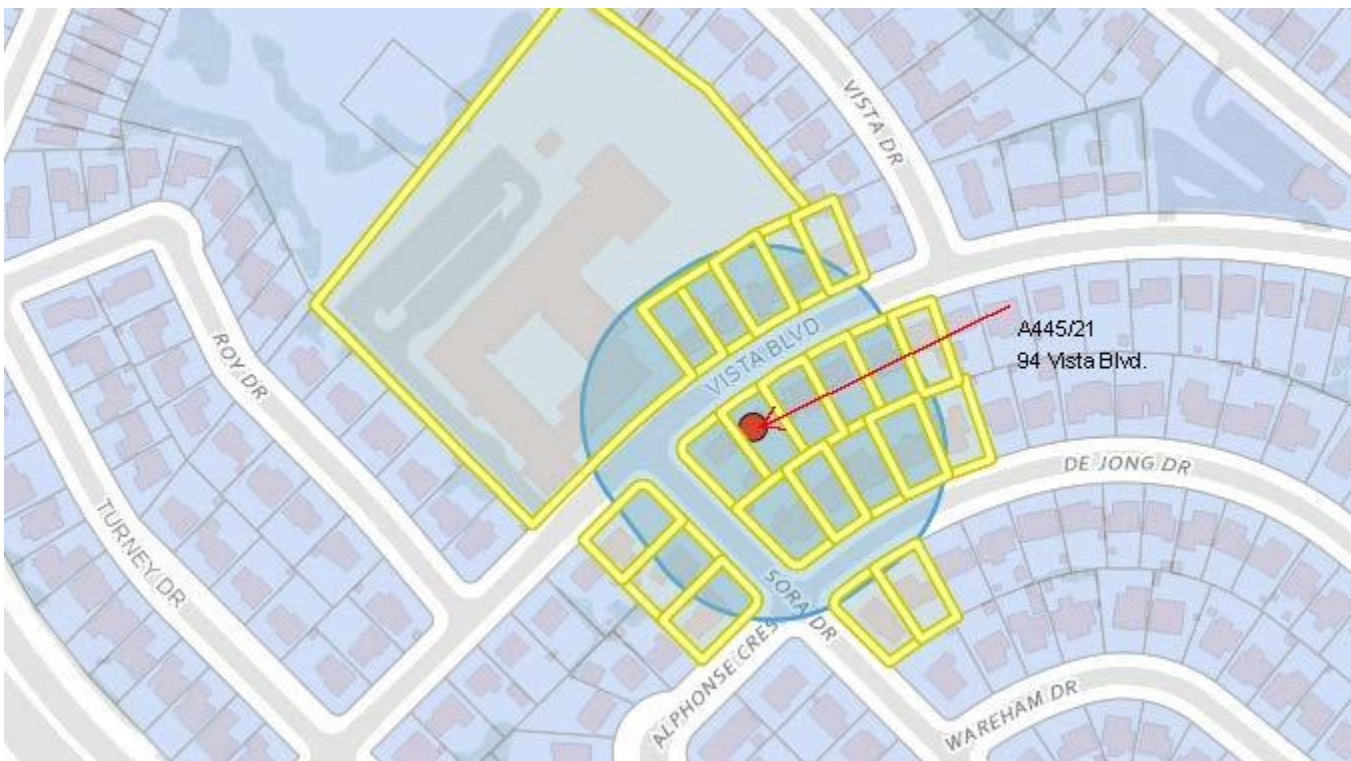 VISTA DR
VISTA BLVD
A445/21
94 Vista Blvd.
ROY DR
DE JONG DR
TURNEY DR
SORA DR
ALPHONSE CRES
WAREHAM DR